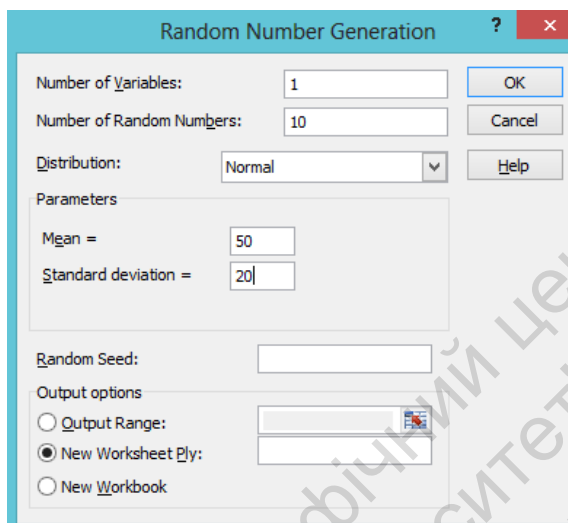 Random Number Generation ? ×
Number of Variables: 1 OK
Number of Random Numbers: 10 Cancel
Distribution: Normal Help
Parameters
Mean = 50
Standard deviation = 20
Random Seed:
Output options
Output Range:
New Worksheet Ply:
New Workbook